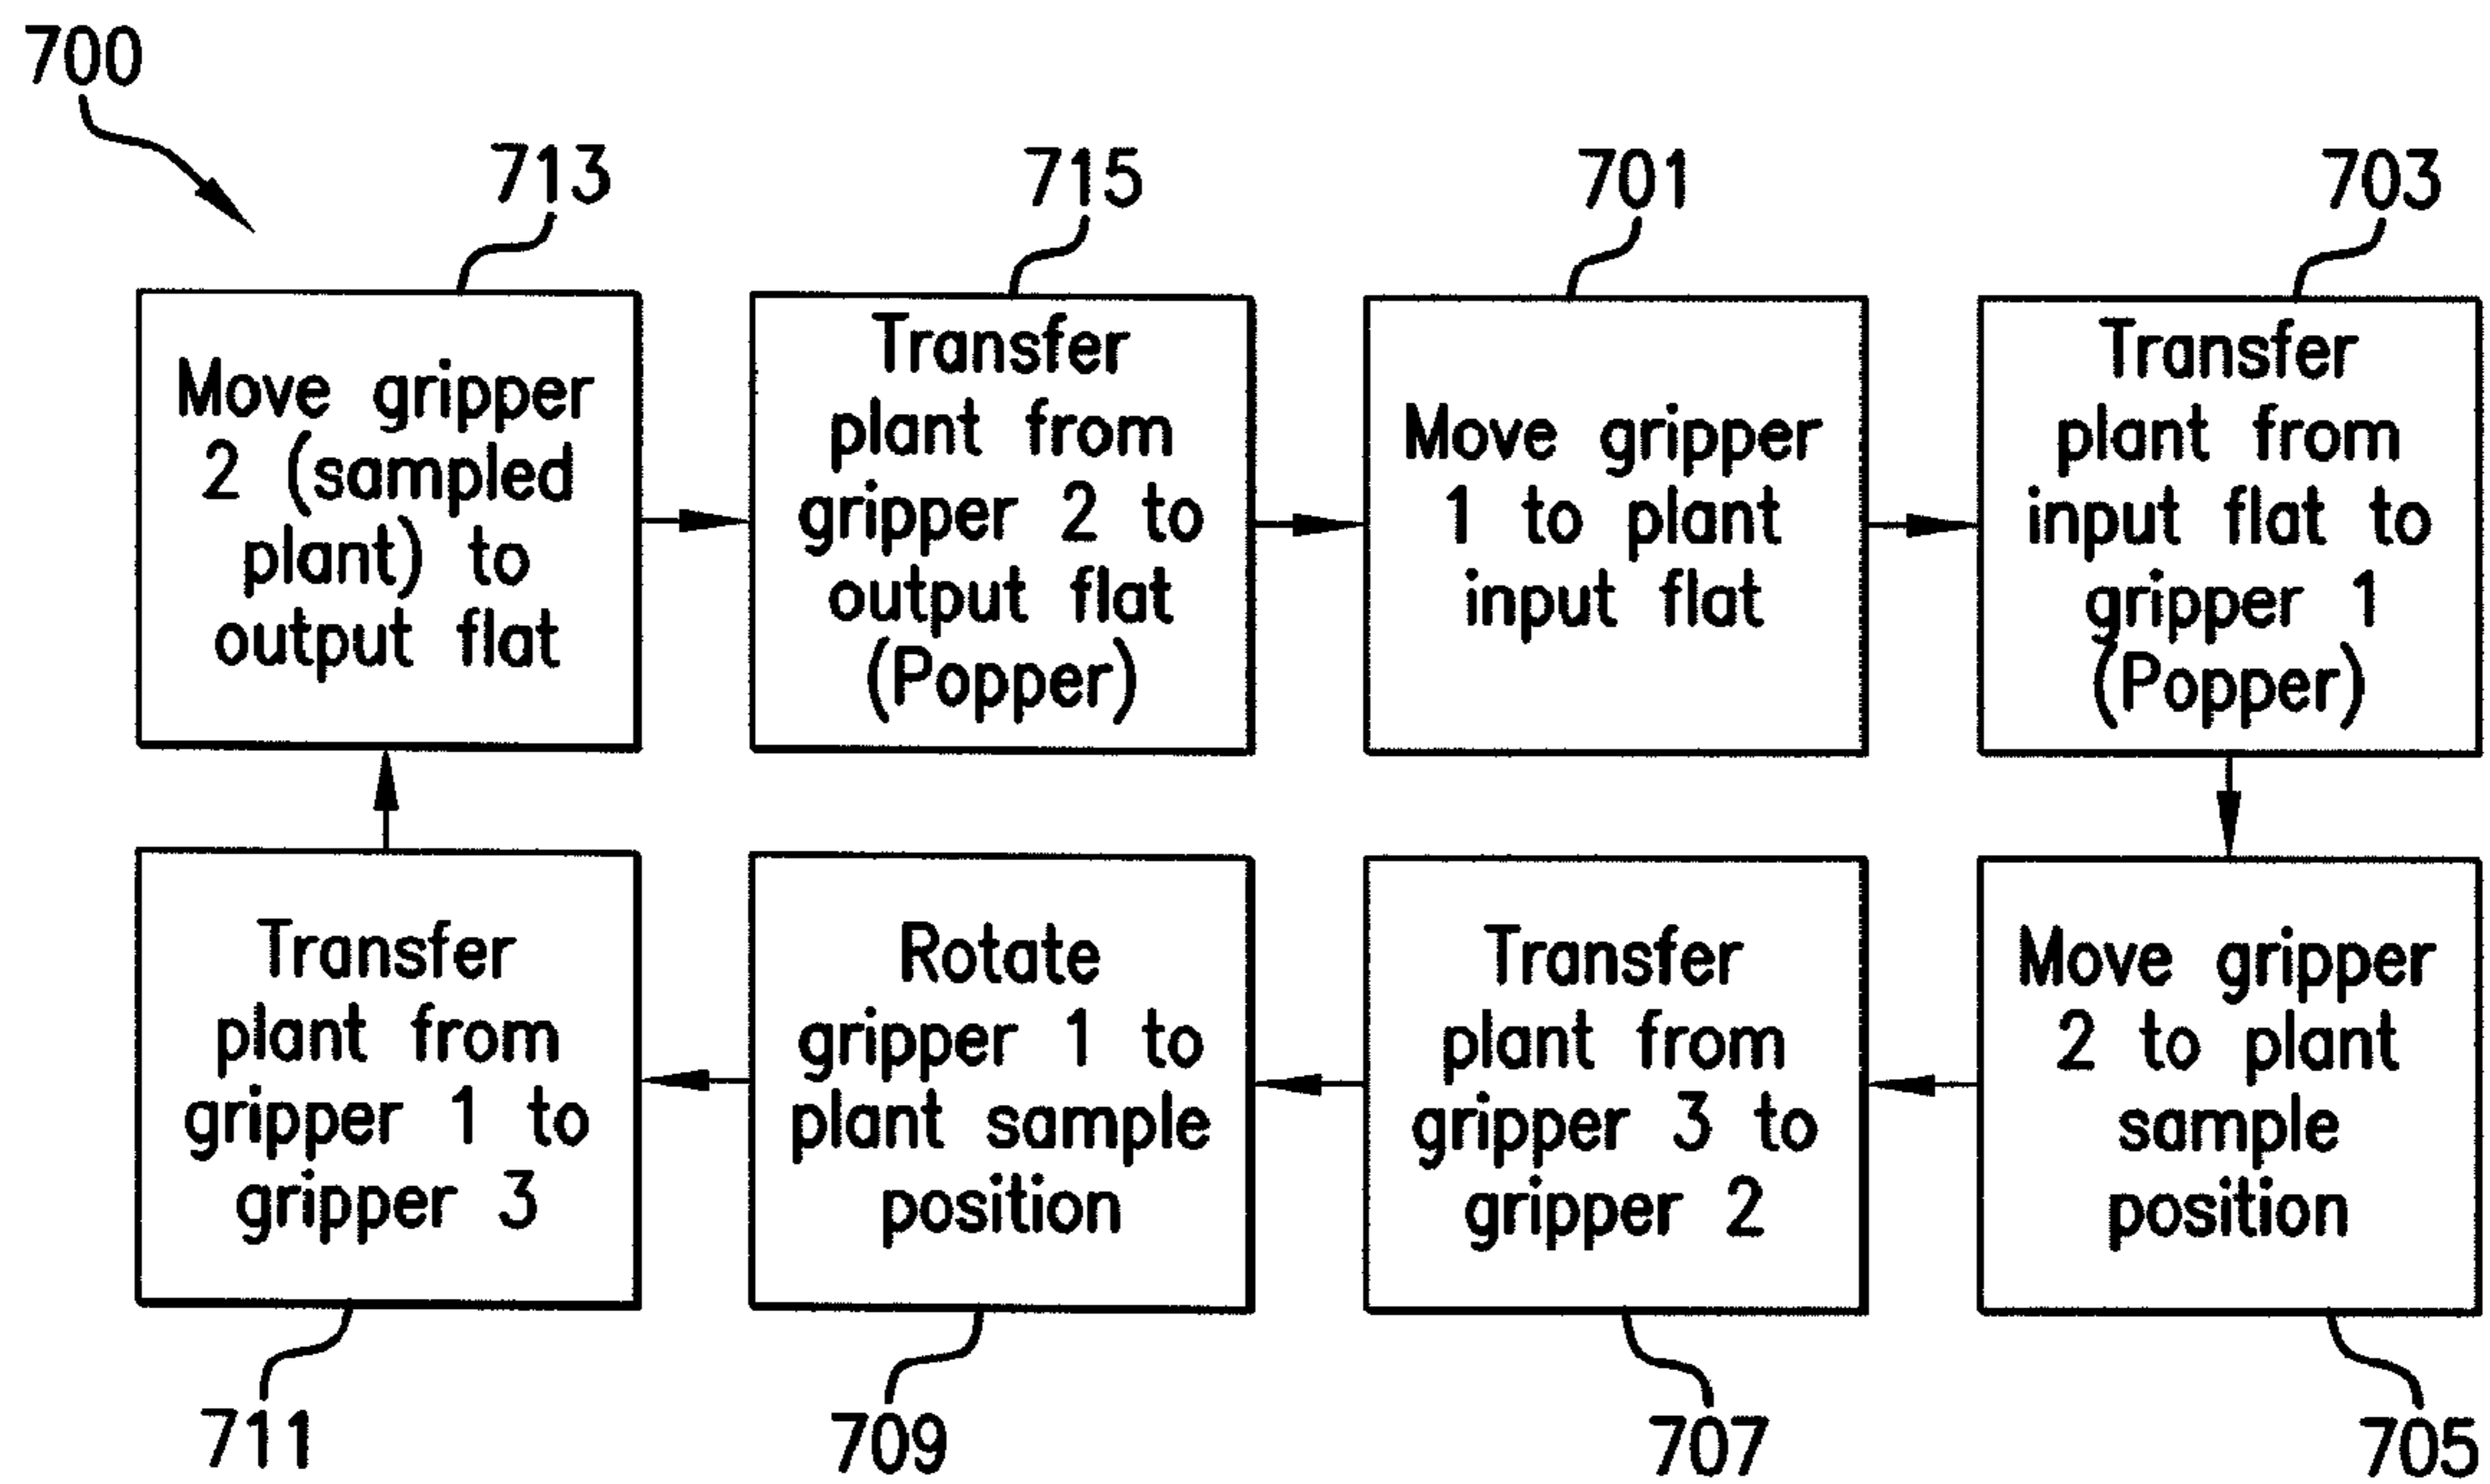 700
713
715
701
703
Move gripper
2 (sampled
plant) to
output flat
Transfer
plant from
gripper 2 to
output flat
(Popper)
Move gripper
1 to plant
input flat
Transfer
plant from
input flat to
gripper 1
(Popper)
Transfer
plant from
gripper 1 to
gripper 3
Rotate
gripper 1 to
plant sample
position
Transfer
plant from
gripper 3 to
gripper 2
Move gripper
2 to plant
sample
position
711
709
707
705